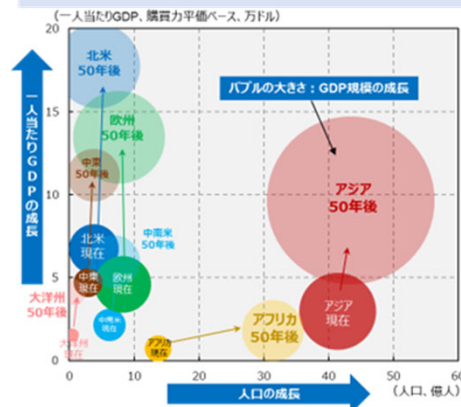 (一人当たりGDP、購買力平価ベース、万ドル)
20
15
10
5
0
一人当たりGDPの成長
北米
50年後
欧州
50年後
中東
50年後
バブルの大きさ:GDP規模の成長
アジア
50年後
北米
現在
中南米
50年後
中東
現在
欧州
現在
大洋州
50年後
中南米
現在
大洋州
現在
アフリカ
現在
アフリカ
50年後
アジア
現在
0
10
20
30
40
50
60
人口の成長
(人口、億人)